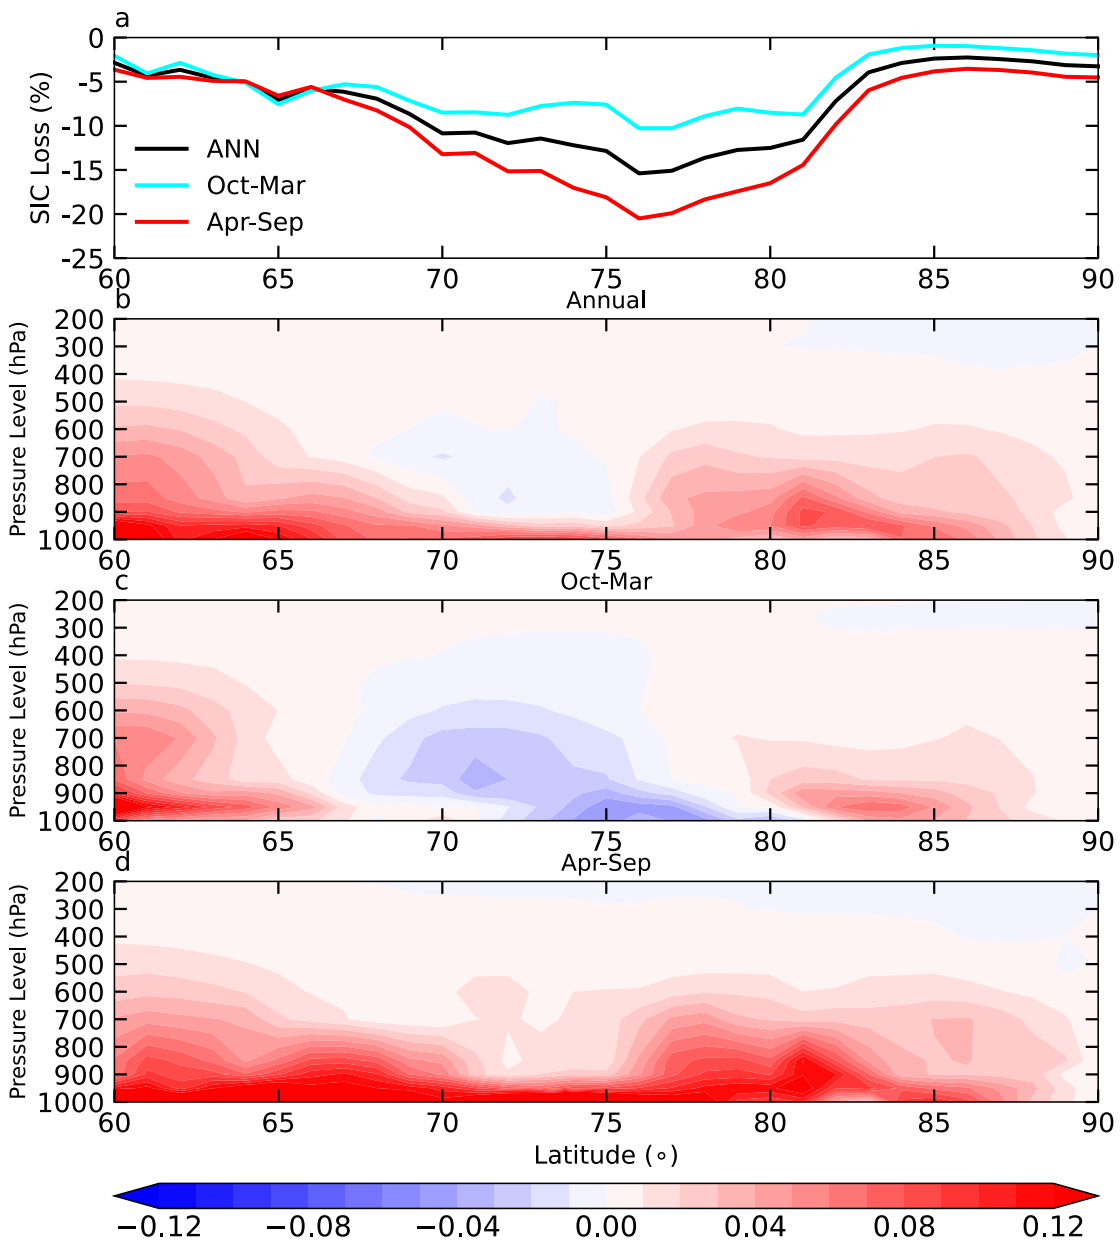 a
0
-5
-10
-15
-20
-25
SIC Loss (%)
ANN
Oct-Mar
Apr-Sep
60 65 70 75 80 85 90
b Annual
200
300
400
500
600
700
800
900
1000
Pressure Level (hPa)
60 65 70 75 80 85 90
c Oct-Mar
200
300
400
500
600
700
800
900
1000
Pressure Level (hPa)
60 65 70 75 80 85 90
d Apr-Sep
200
300
400
500
600
700
800
900
1000
Pressure Level (hPa)
60 65 70 75 80 85 90
Latitude (∘)
−0.12 −0.08 −0.04 0.00 0.04 0.08 0.12